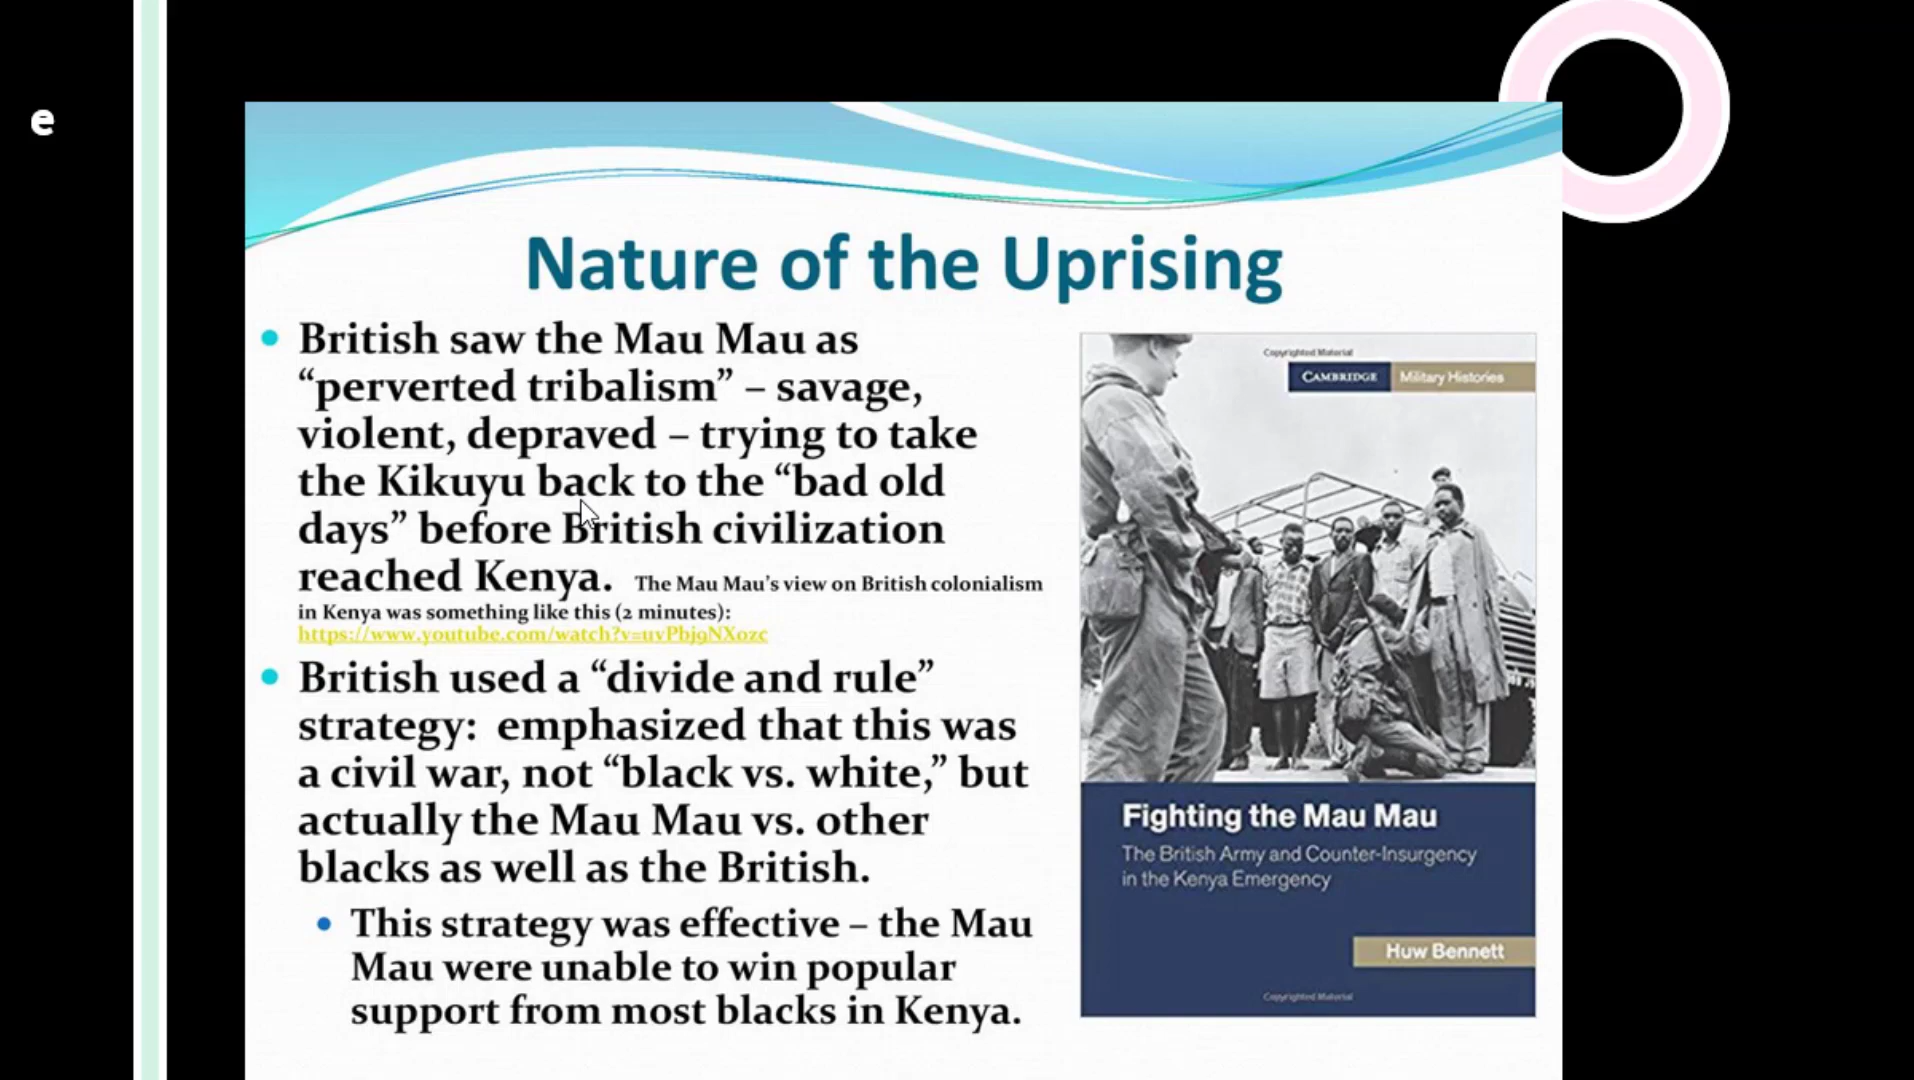 e
Nature of the Uprising
British saw the Mau Mau as
“perverted tribalism” – savage,
violent, depraved – trying to take
the Kikuyu back to the “bad old
days” before British civilization
reached Kenya. The Mau Mau’s view on British colonialism
in Kenya was something like this (2 minutes):
https://www.youtube.com/watch?v=uvPbj9NX0zc
British used a “divide and rule”
strategy: emphasized that this was
a civil war, not “black vs. white,” but
actually the Mau Mau vs. other
blacks as well as the British.
This strategy was effective – the Mau
Mau were unable to win popular
support from most blacks in Kenya.
Copyrighted Material
CAMBRIDGE Military Histories
Fighting the Mau Mau
The British Army and Counter-Insurgency
in the Kenya Emergency
Huw Bennett
Copyrighted Material